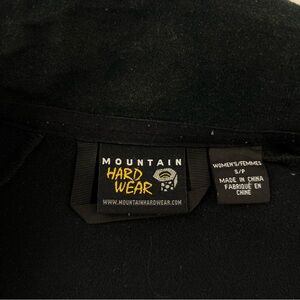 MOUNTAIN
HARD
WEAR
WWW.MOUNTAINHARDWEAR.COM
WOMEN'S/FEMMES
S/P
MADE IN CHINA
FABRIQUÉ EN
CHINE